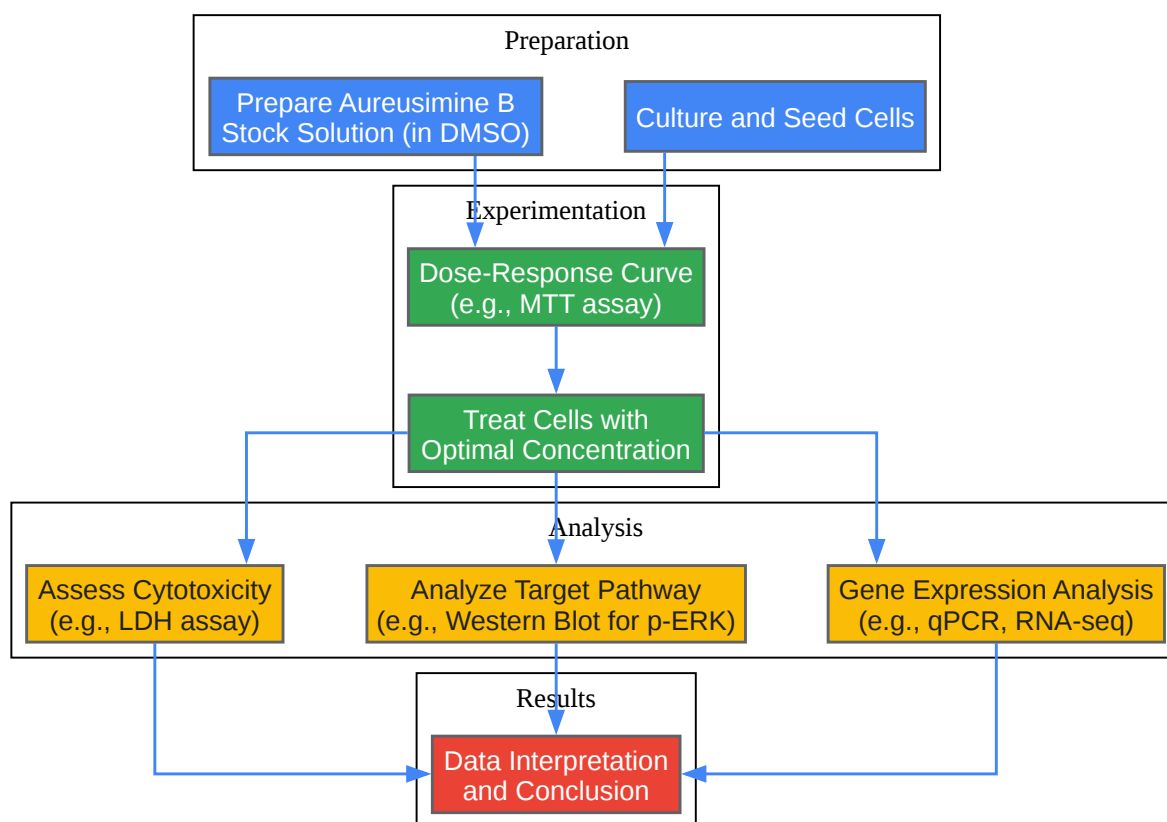 Preparation
Prepare Aureusimine B
Stock Solution (in DMSO)
Culture and Seed Cells
Experimentation
Dose-Response Curve
(e.g., MTT assay)
Treat Cells with
Optimal Concentration
Analysis
Assess Cytotoxicity
(e.g., LDH assay)
Analyze Target Pathway
(e.g., Western Blot for p-ERK)
Gene Expression Analysis
(e.g., qPCR, RNA-seq)
Results
Data Interpretation
and Conclusion